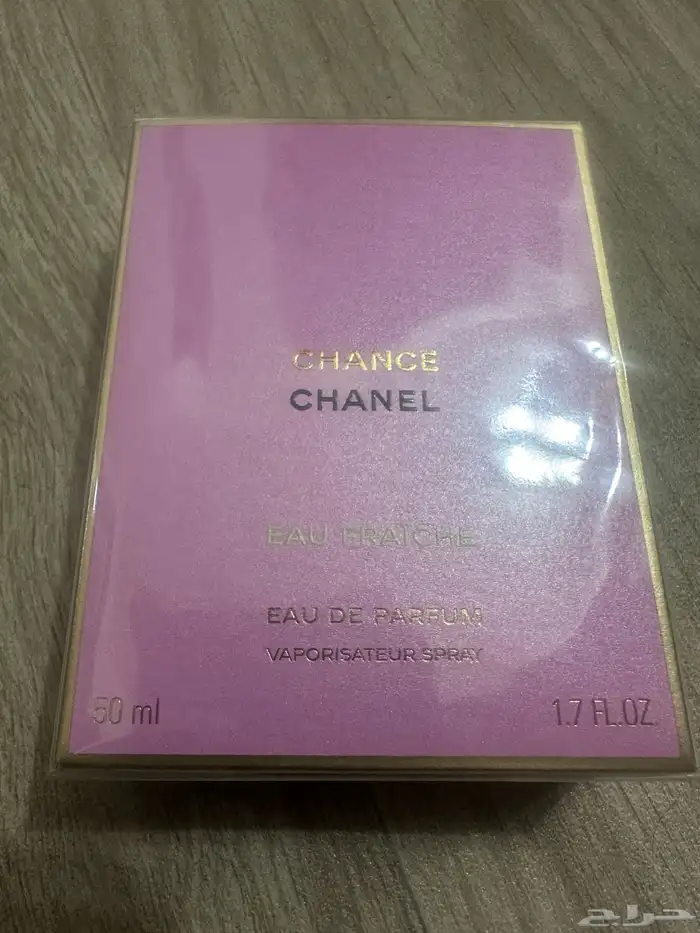 CHANCE
CHANEL
EAU FRAÎCHE
EAU DE PARFUM
VAPORISATEUR SPRAY
50 ml 1.7 FL.OZ.
حراج